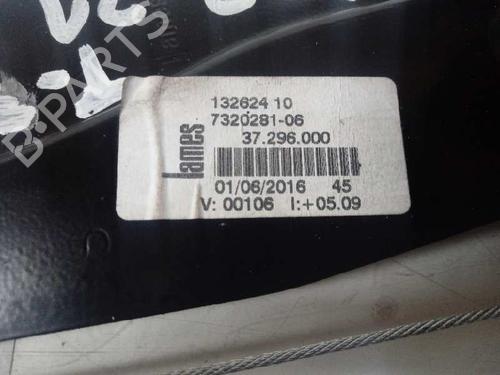 B-PARTS
132624 10
7320281-06
37.296.000
lames
01/06/2016 45
V: 00106 I:+05.09